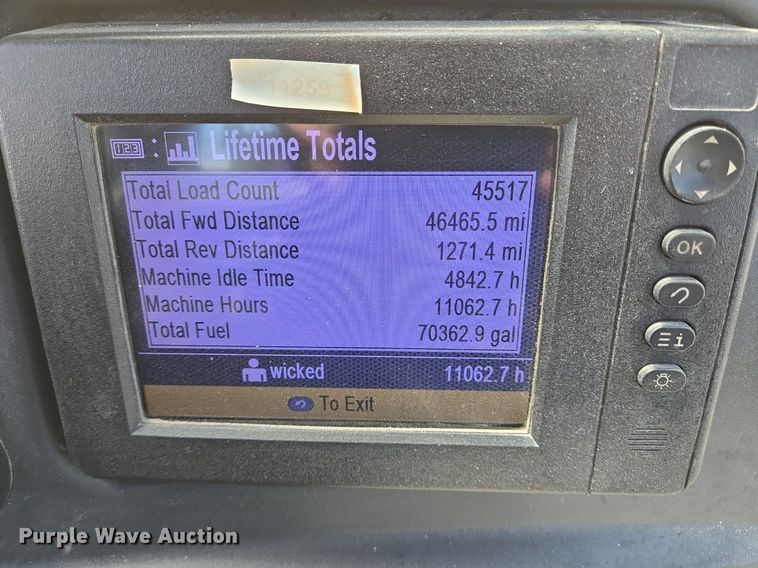 11259
123 : Lifetime Totals
Total Load Count 45517
Total Fwd Distance 46465.5 mi
Total Rev Distance 1271.4 mi
Machine Idle Time 4842.7 h
Machine Hours 11062.7 h
Total Fuel 70362.9 gal
wicked 11062.7 h
To Exit
OK
i
Purple Wave Auction